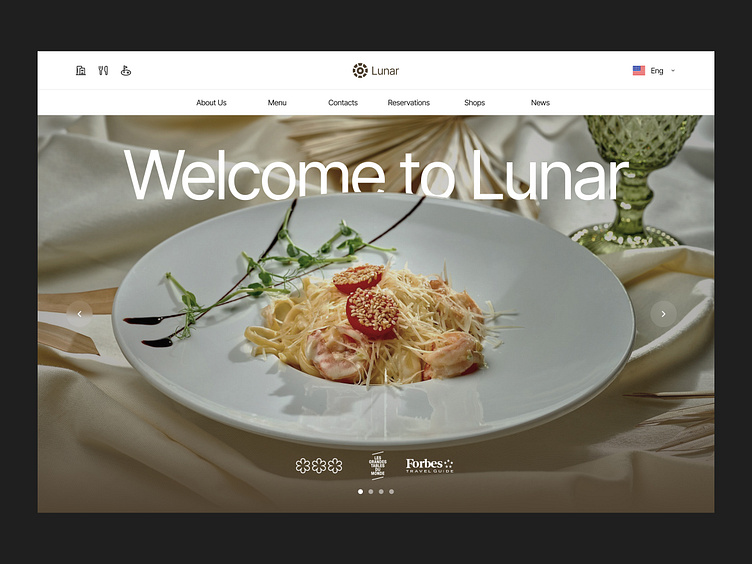 Lunar
Eng
About Us Menu Contacts Reservations Shops News
Welcome to Lunar
LES
GRANDES
TABLES
DU
MONDE
Forbes
TRAVEL GUIDE